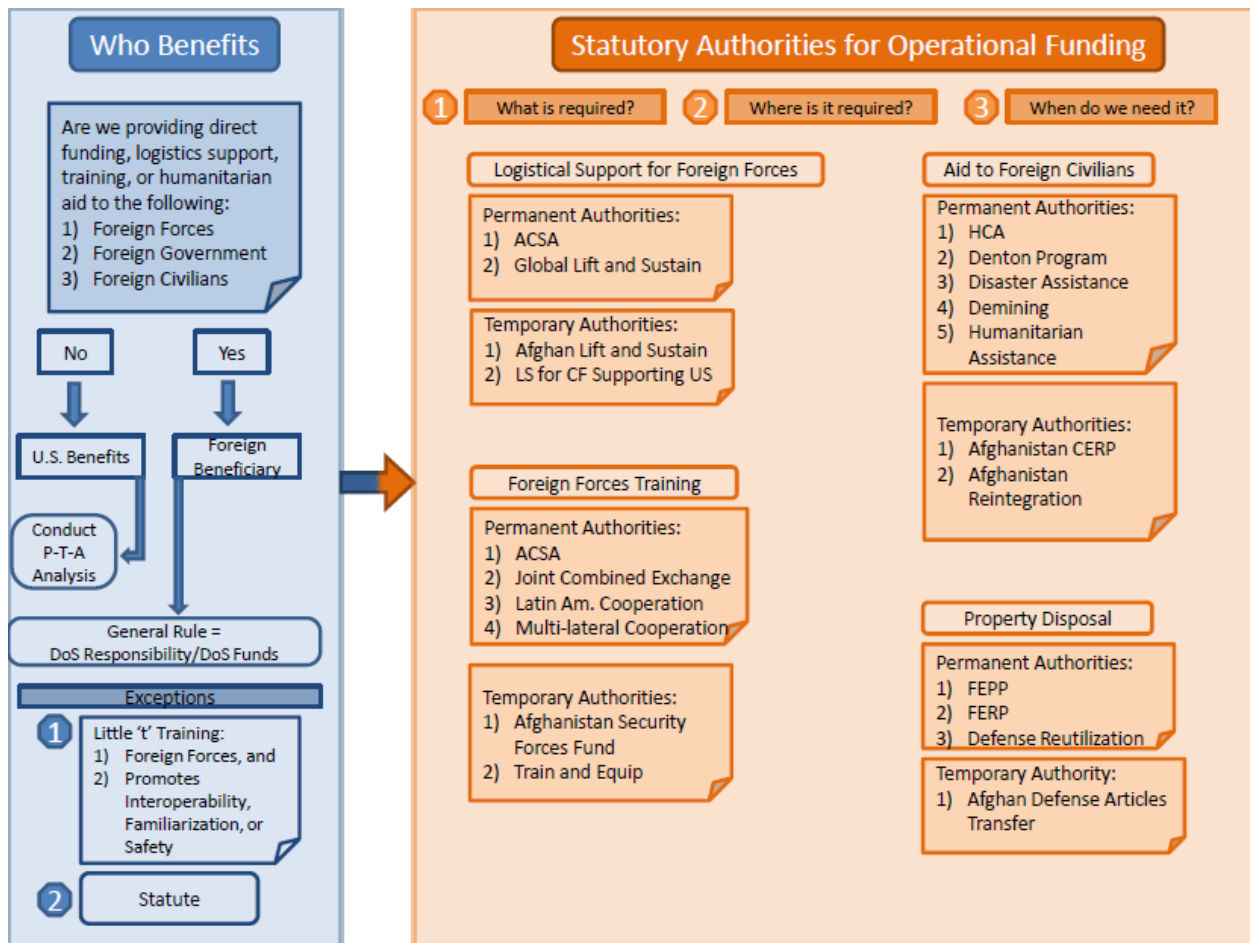 Who Benefits
Are we providing direct
funding, logistics support,
training, or humanitarian
aid to the following:
1) Foreign Forces
2) Foreign Government
3) Foreign Civilians
No
Yes
U.S. Benefits
Foreign
Beneficiary
Conduct
P-T-A
Analysis
General Rule =
DoS Responsibility/DoS Funds
Exceptions
1
Little ‘t’ Training:
1) Foreign Forces, and
2) Promotes
Interoperability,
Familiarization, or
Safety
2
Statute
Statutory Authorities for Operational Funding
1 What is required?
2 Where is it required?
3 When do we need it?
Logistical Support for Foreign Forces
Permanent Authorities:
1) ACSA
2) Global Lift and Sustain
Temporary Authorities:
1) Afghan Lift and Sustain
2) LS for CF Supporting US
Foreign Forces Training
Permanent Authorities:
1) ACSA
2) Joint Combined Exchange
3) Latin Am. Cooperation
4) Multi-lateral Cooperation
Temporary Authorities:
1) Afghanistan Security
Forces Fund
2) Train and Equip
Aid to Foreign Civilians
Permanent Authorities:
1) HCA
2) Denton Program
3) Disaster Assistance
4) Demining
5) Humanitarian
Assistance
Temporary Authorities:
1) Afghanistan CERP
2) Afghanistan
Reintegration
Property Disposal
Permanent Authorities:
1) FEPP
2) FERP
3) Defense Reutilization
Temporary Authority:
1) Afghan Defense Articles
Transfer